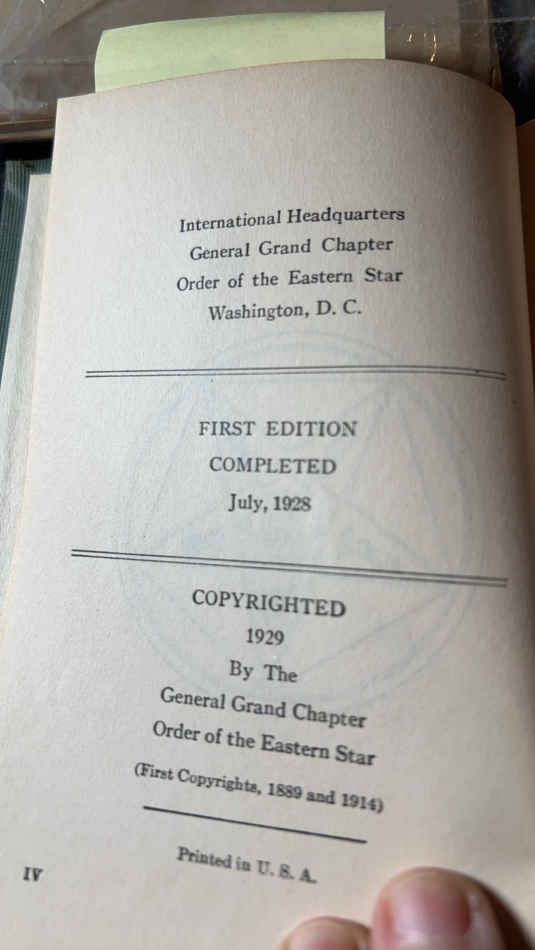 International Headquarters
General Grand Chapter
Order of the Eastern Star
Washington, D. C.
FIRST EDITION
COMPLETED
July, 1928
COPYRIGHTED
1929
By The
General Grand Chapter
Order of the Eastern Star
(First Copyrights, 1889 and 1914)
Printed in U. S. A.
IV